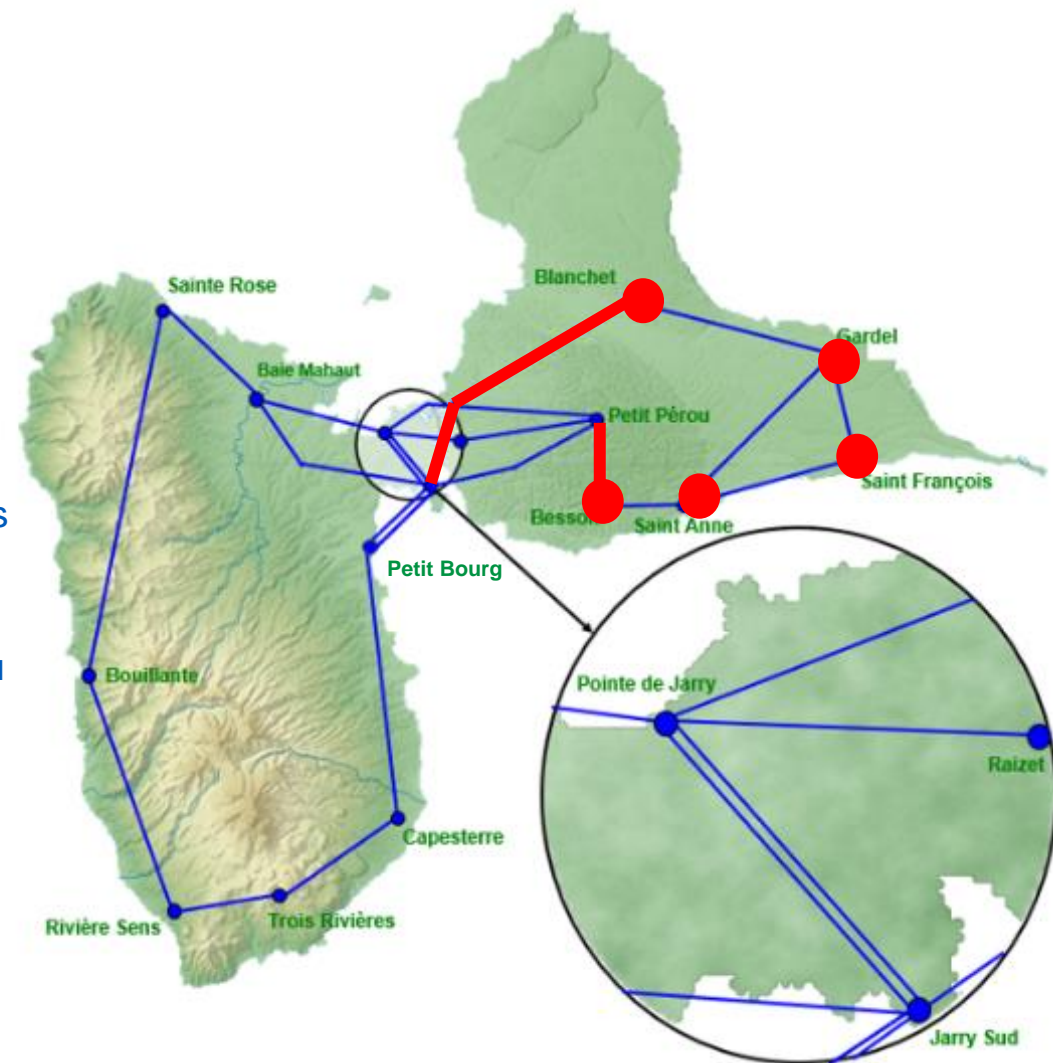 Blanchet
Sainte Rose
Gardel
Baie Mahaut
Petit Pérou
Saint François
Saint Anne
s
Petit Bourg
Bouillante
Pointe de Jarry
Raizet
Capesterre
Trois Rivières
Rivière Sens
Jarry Sud